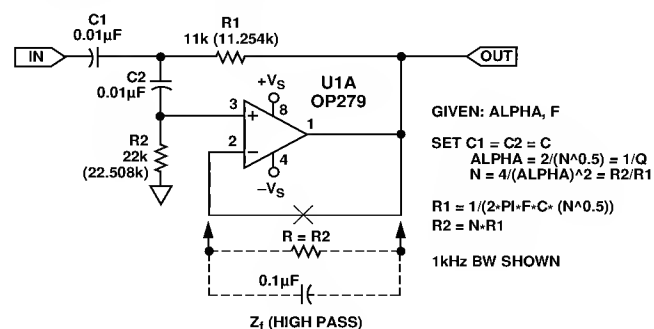 C1
0.01µF
R1
11k (11.254k)
IN
OUT
C2
0.01µF
+VS
U1A
OP279
3
+
8
1
2
−
4
−VS
R2
22k
(22.508k)
R = R2
0.1µF
Zf (HIGH PASS)
GIVEN: ALPHA, F
SET C1 = C2 = C
ALPHA = 2/(N^0.5) = 1/Q
N = 4/(ALPHA)^2 = R2/R1
R1 = 1/(2*PI*F*C* (N^0.5))
R2 = N*R1
1kHz BW SHOWN